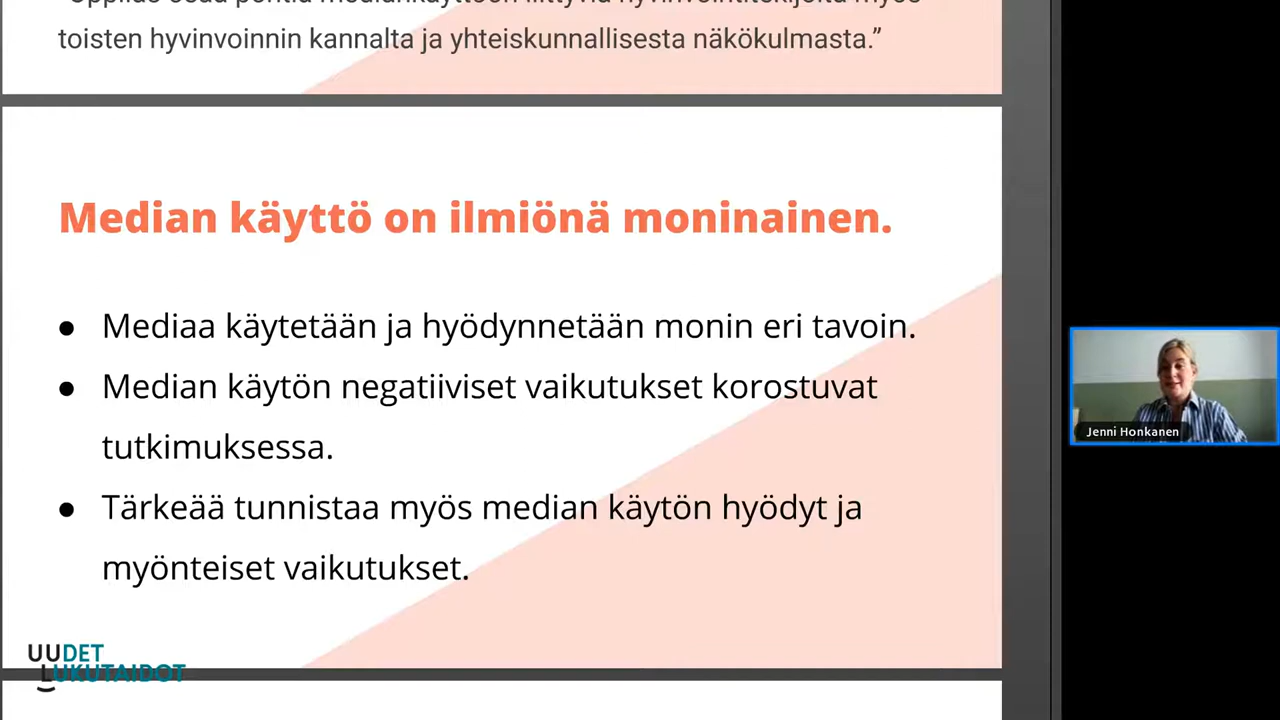 toisten hyvinvoinnin kannalta ja yhteiskunnallisesta näkökulmasta.”
Median käyttö on ilmiönä moninainen.
● Mediaa käytetään ja hyödynnetään monin eri tavoin.
● Median käytön negatiiviset vaikutukset korostuvat
tutkimuksessa.
● Tärkeää tunnistaa myös median käytön hyödyt ja
myönteiset vaikutukset.
Jenni Honkanen
UUDET
LUKUTAIDOT